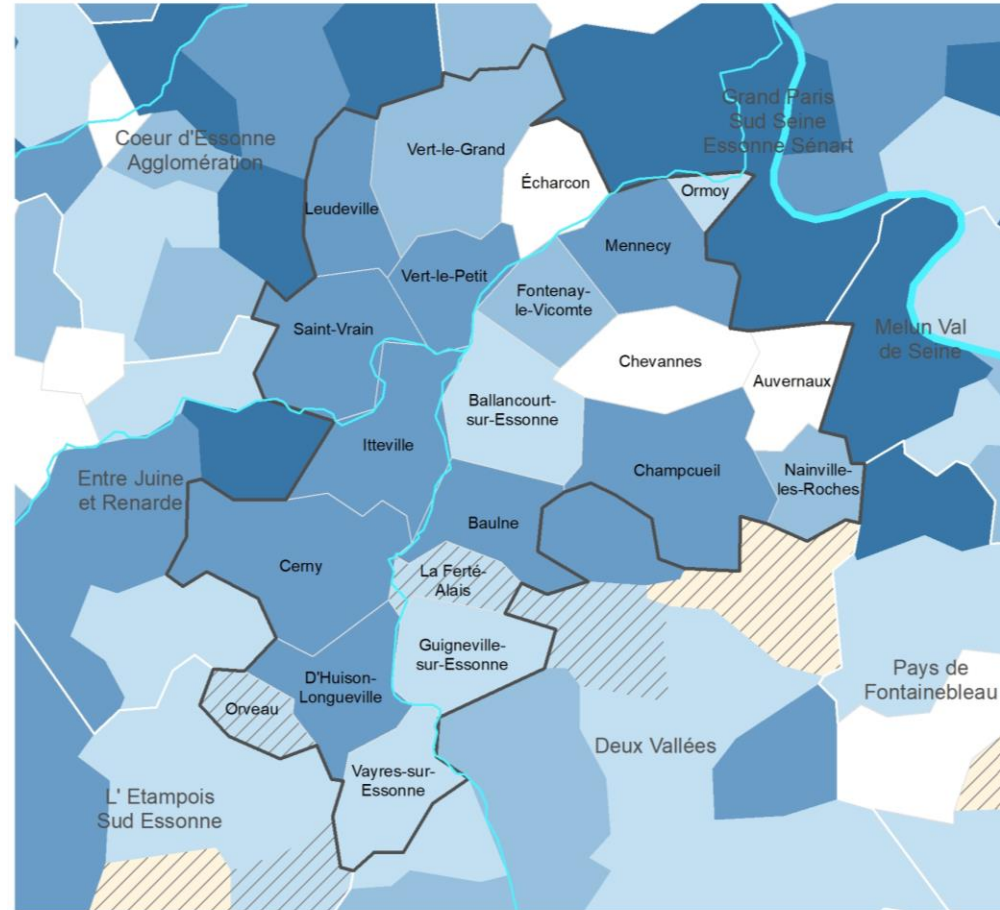 Grand Paris
Sud Seine
Essonne Sénart
Coeur d'Essonne
Agglomération
Vert-le-Grand
Écharcon
Ormoy
Leudeville
Mennecy
Vert-le-Petit
Fontenay-
le-Vicomte
Saint-Vrain
Melun Val
de Seine
Chevannes
Auvernaux
Ballancourt-
sur-Essonne
Itteville
Champcueil
Nainville-
les-Roches
Entre Juine
et Renarde
Baulne
Cerny
La Ferté-
Alais
Guigneville-
sur-Essonne
Pays de
Fontainebleau
D'Huison-
Longueville
Orveau
Deux Vallées
Vayres-sur-
Essonne
L' Etampois
Sud Essonne